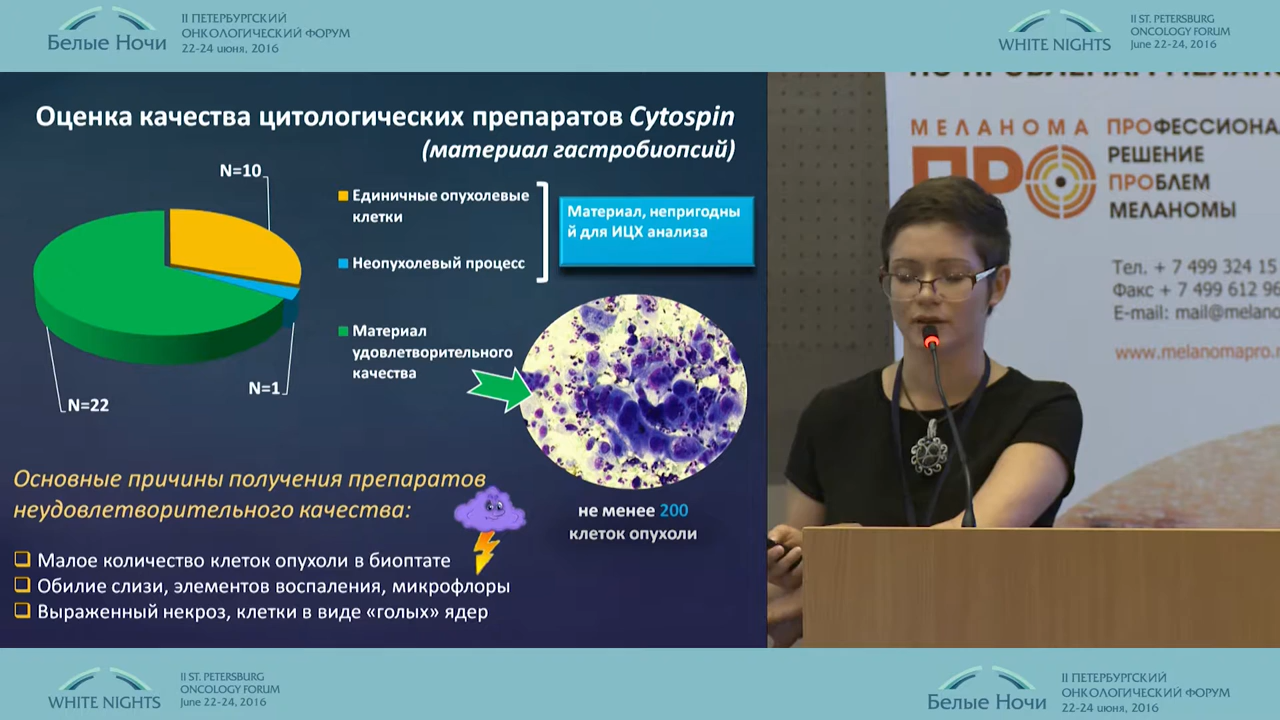 Белые Ночи
II ПЕТЕРБУРГСКИЙ
ОНКОЛОГИЧЕСКИЙ ФОРУМ
22-24 июня, 2016
WHITE NIGHTS
II ST. PETERSBURG
ONCOLOGY FORUM
June 22-24, 2016
Оценка качества цитологических препаратов Cytospin
(материал гастробиопсий)
N=10
N=1
N=22
Единичные опухолевые
клетки
Неопухолевый процесс
Материал
удовлетворительного
качества
Материал, непригодны
й для ИЦХ анализа
не менее 200
клеток опухоли
Основные причины получения препаратов
неудовлетворительного качества:
Малое количество клеток опухоли в биоптате
Обилие слизи, элементов воспаления, микрофлоры
Выраженный некроз, клетки в виде «голых» ядер
МЕЛАНОМА
ПРО
ПРОФЕССИОНА
РЕШЕНИЕ
ПРОБЛЕМ
МЕЛАНОМЫ
Тел. + 7 499 324 15
Факс + 7 499 612 96
E-mail: mail@melano
www.melanomapro.r
WHITE NIGHTS
II ST. PETERSBURG
ONCOLOGY FORUM
June 22-24, 2016
Белые Ночи
II ПЕТЕРБУРГСКИЙ
ОНКОЛОГИЧЕСКИЙ ФОРУМ
22-24 июня, 2016